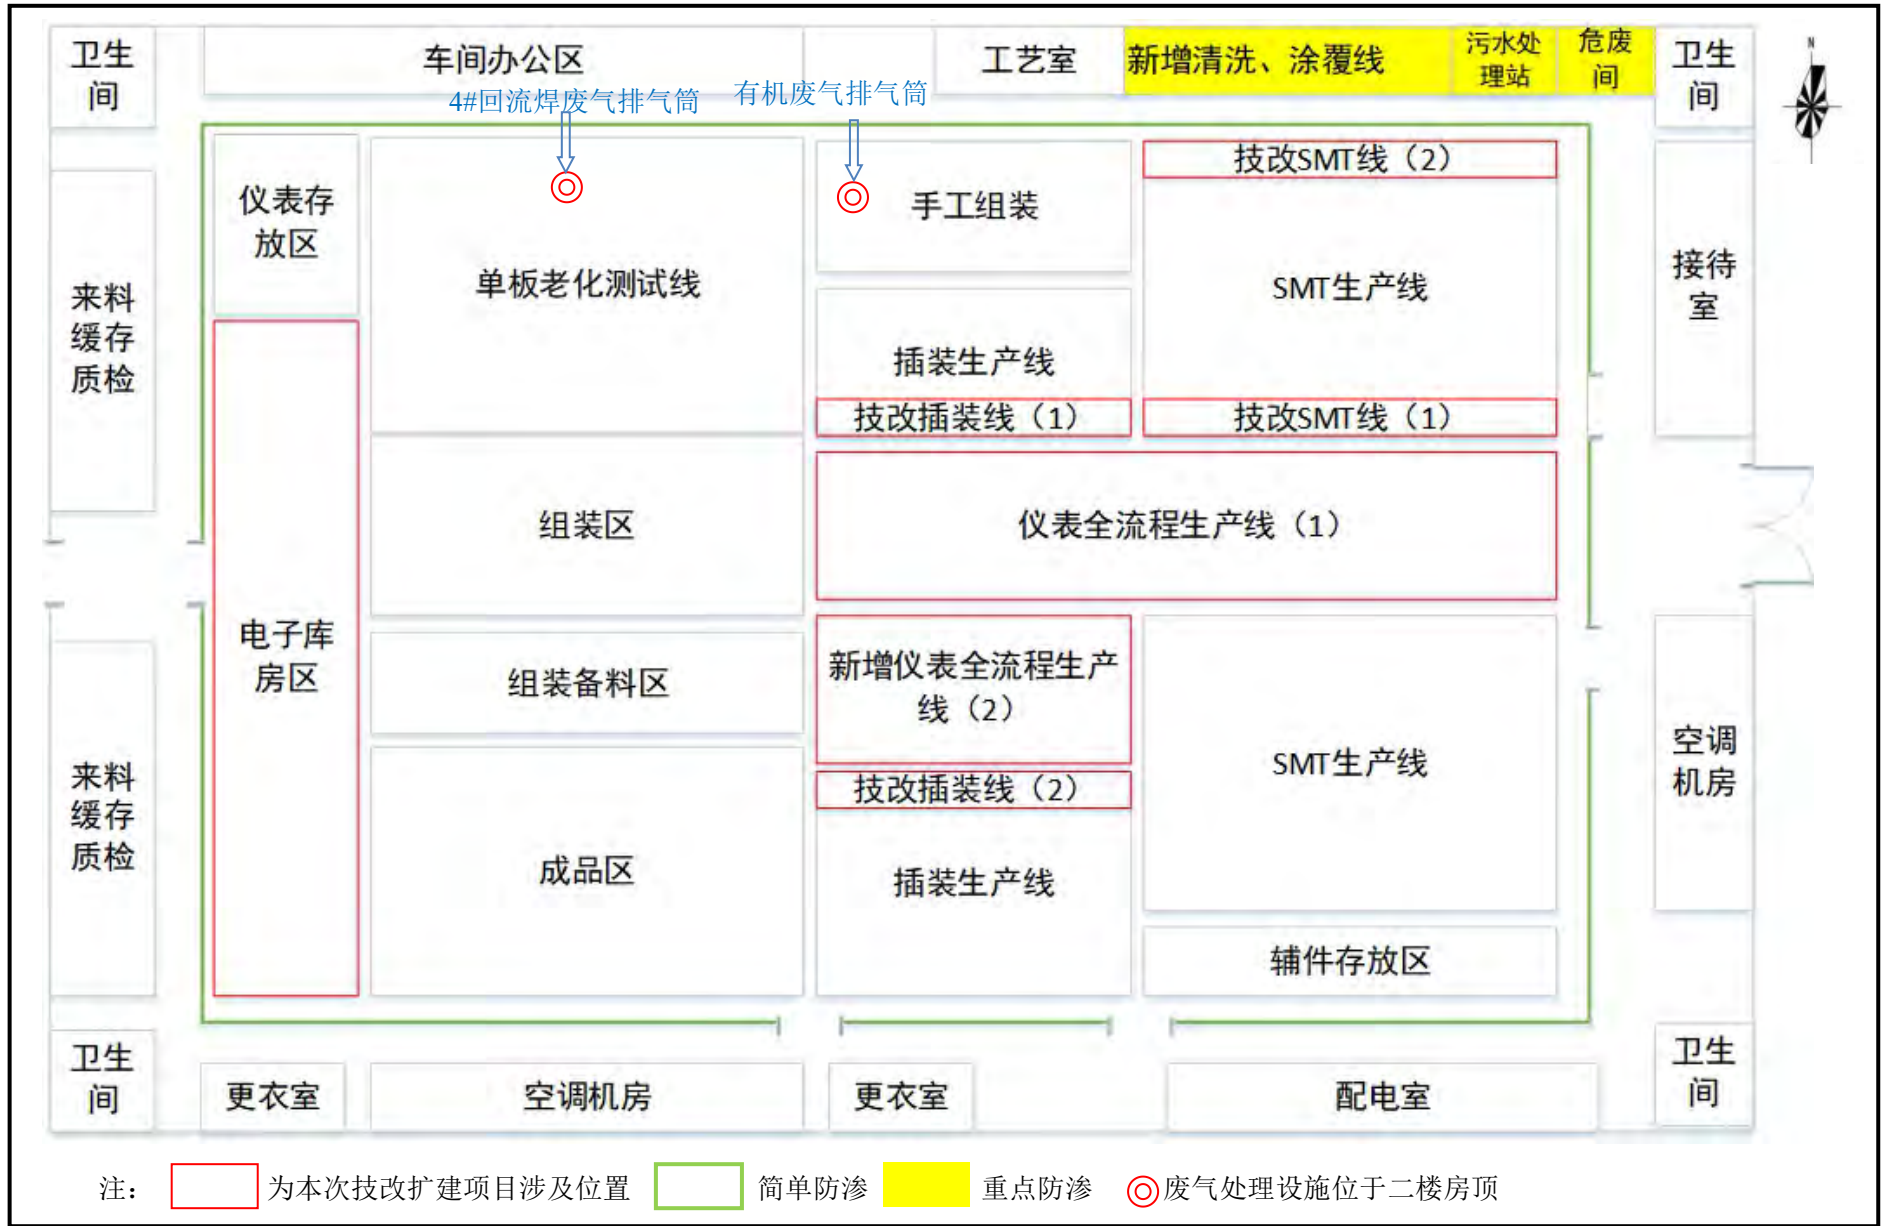 卫生
间
车间办公区
工艺室
新增清洗、涂覆线
污水处
理站
危废
间
卫生
间
N
4#回流焊废气排气筒
有机废气排气筒
仪表存
放区
单板老化测试线
手工组装
技改SMT线（2）
SMT生产线
接待
室
来料
缓存
质检
插装生产线
技改插装线（1）
技改SMT线（1）
组装区
仪表全流程生产线（1）
电子库
房区
组装备料区
新增仪表全流程生产
线（2）
SMT生产线
空调
机房
来料
缓存
质检
技改插装线（2）
成品区
插装生产线
辅件存放区
卫生
间
更衣室
空调机房
更衣室
配电室
卫生
间
注：
为本次技改扩建项目涉及位置
简单防渗
重点防渗
废气处理设施位于二楼房顶